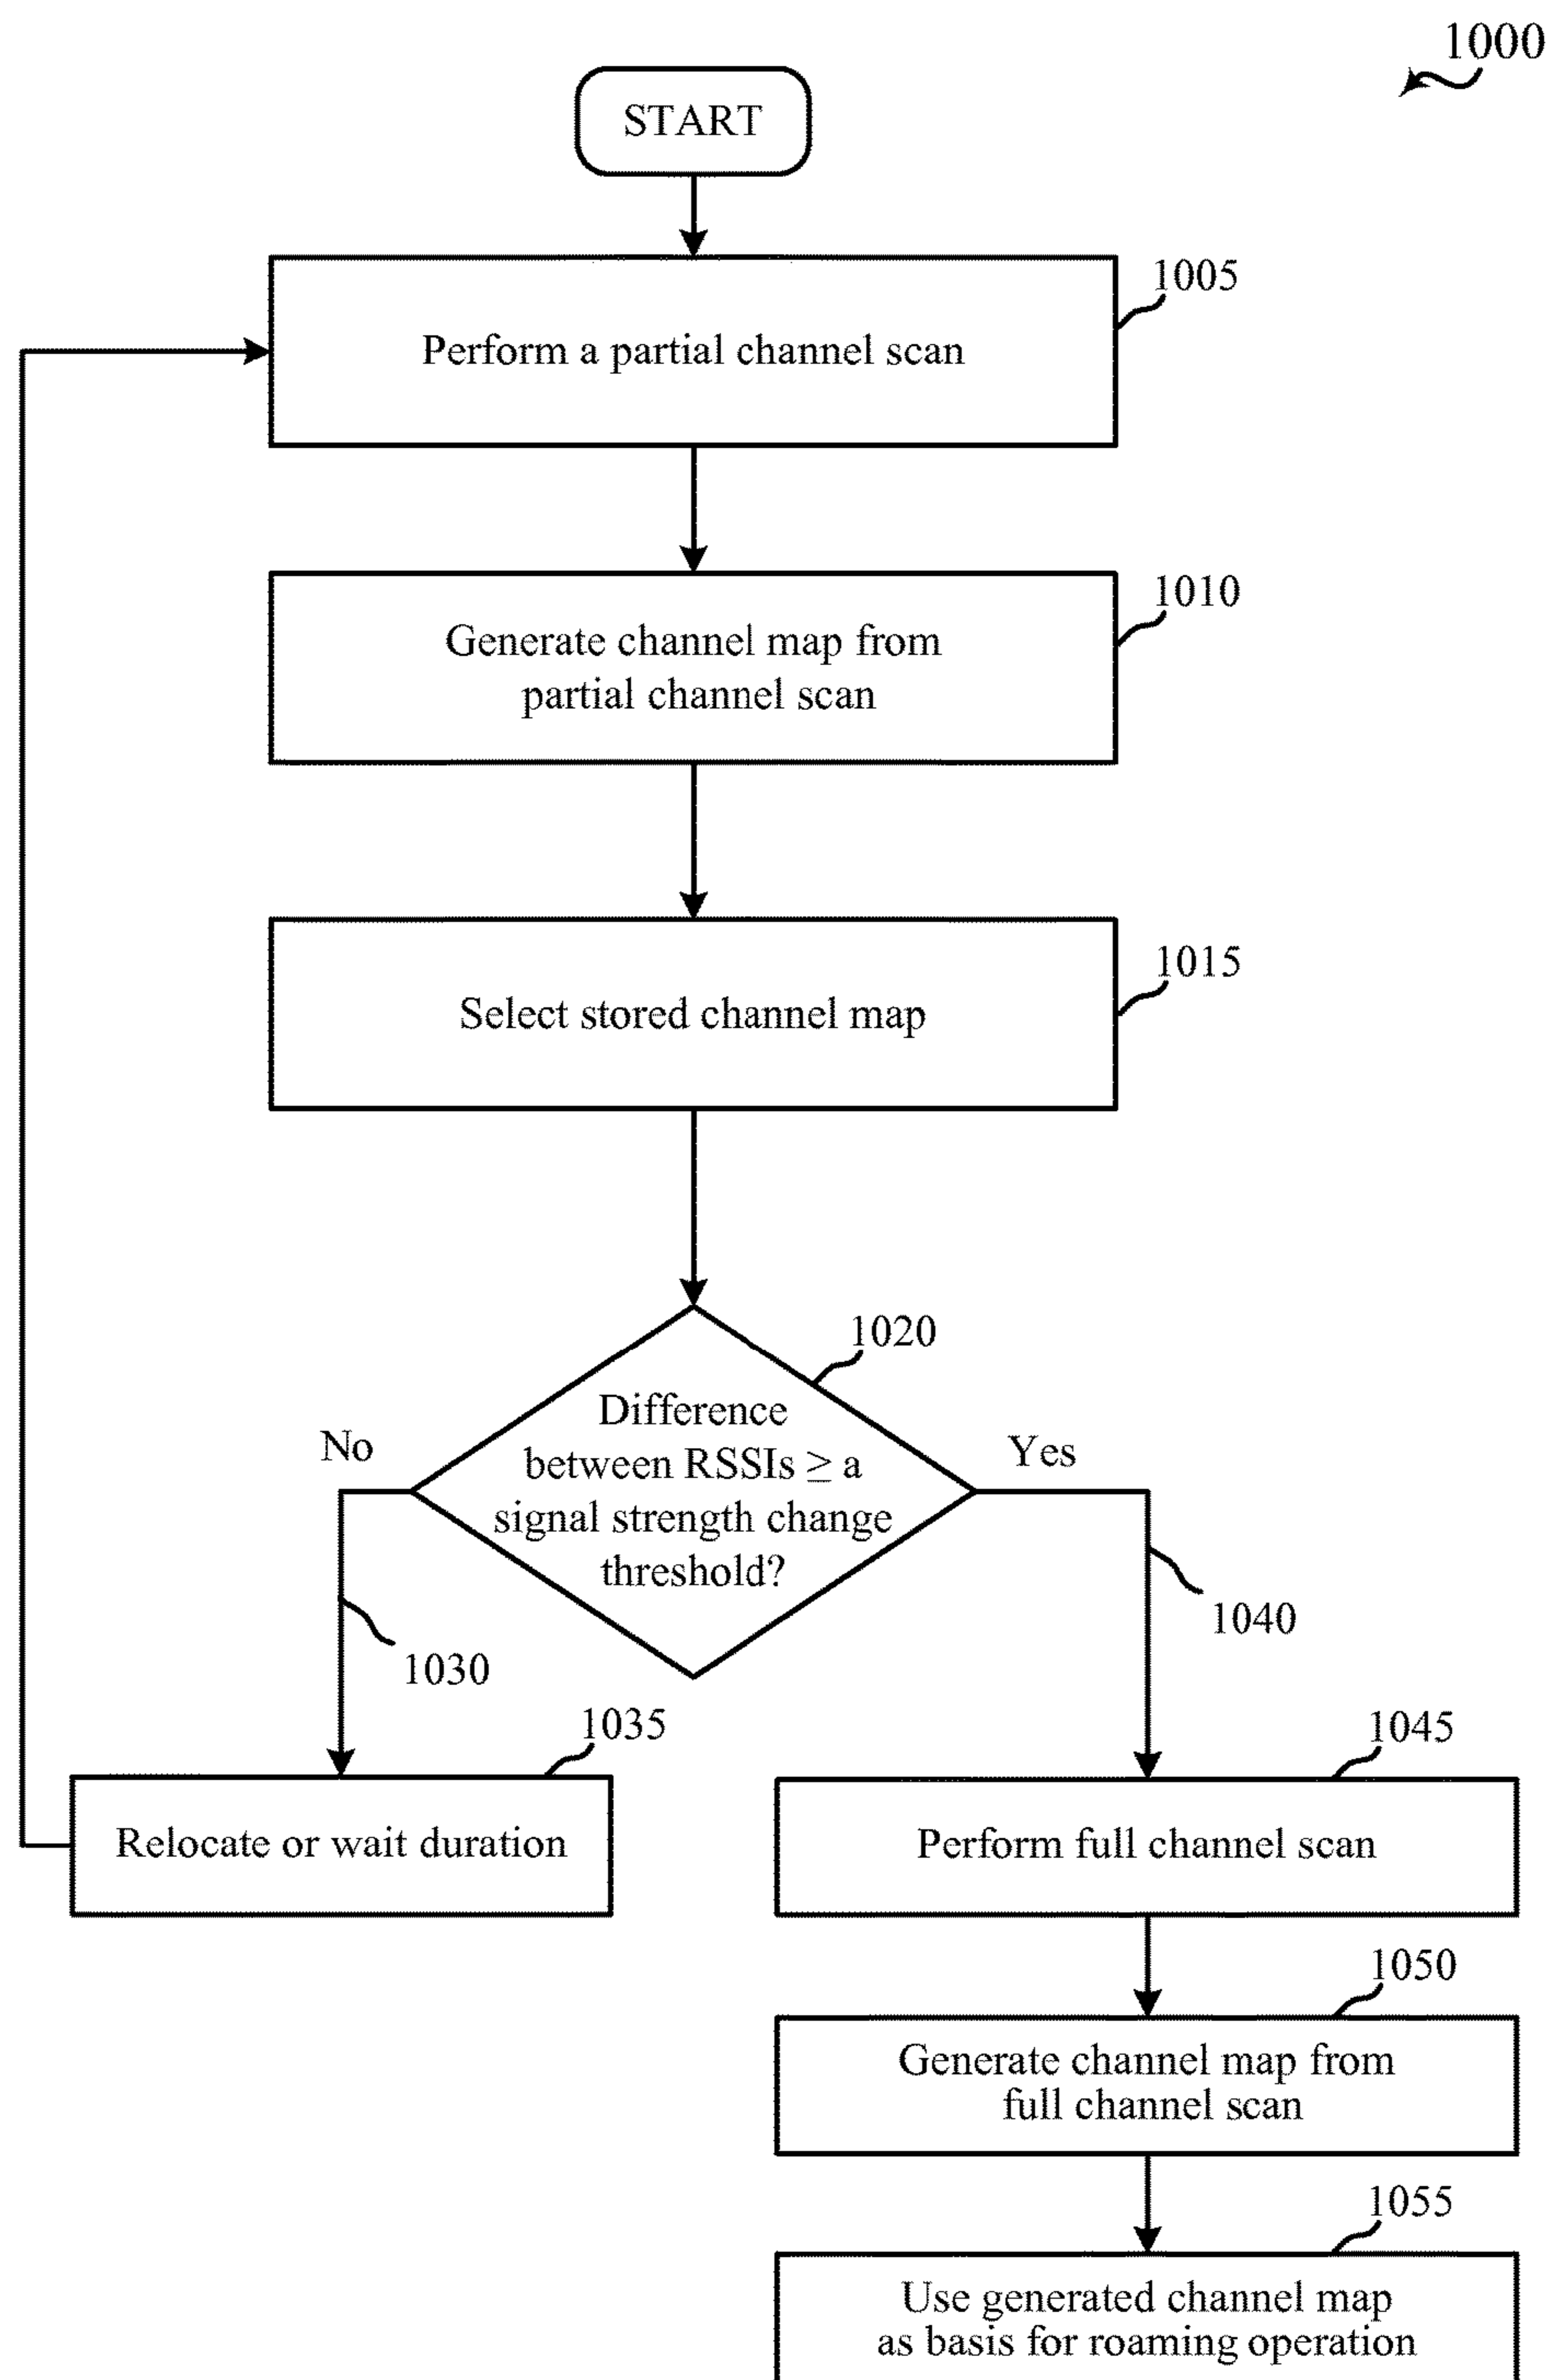 1000
START
1005
Perform a partial channel scan
1010
Generate channel map from
partial channel scan
1015
Select stored channel map
1020
Difference
between RSSIs ≥ a
signal strength change
threshold?
No
Yes
1030
1040
1035
Relocate or wait duration
1045
Perform full channel scan
1050
Generate channel map from
full channel scan
1055
Use generated channel map
as basis for roaming operation